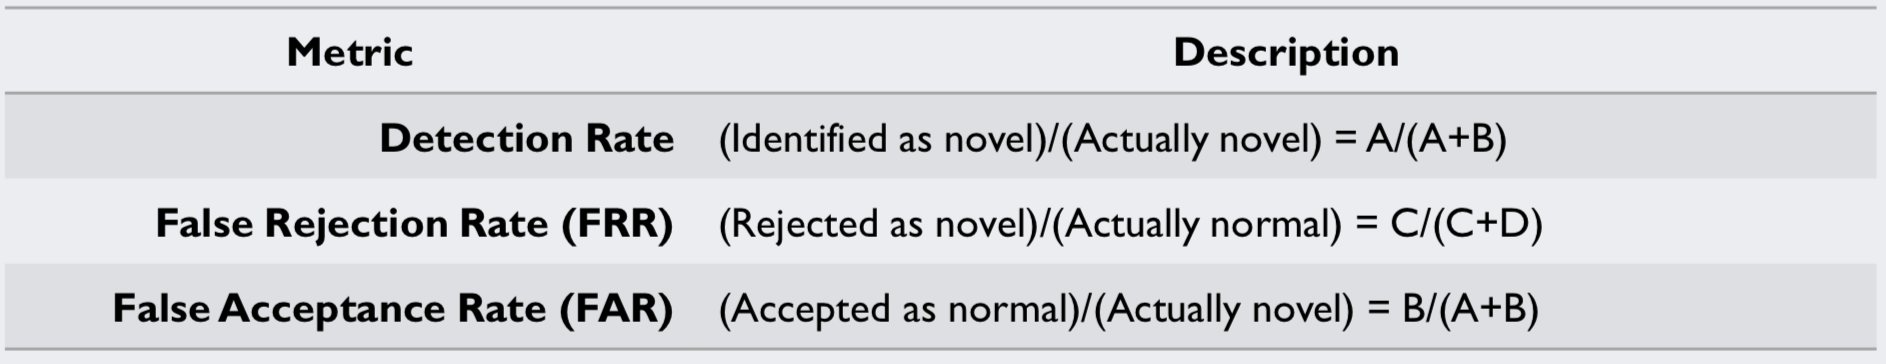 Metric Description
Detection Rate (Identified as novel)/(Actually novel) = A/(A+B)
False Rejection Rate (FRR) (Rejected as novel)/(Actually normal) = C/(C+D)
False Acceptance Rate (FAR) (Accepted as normal)/(Actually novel) = B/(A+B)